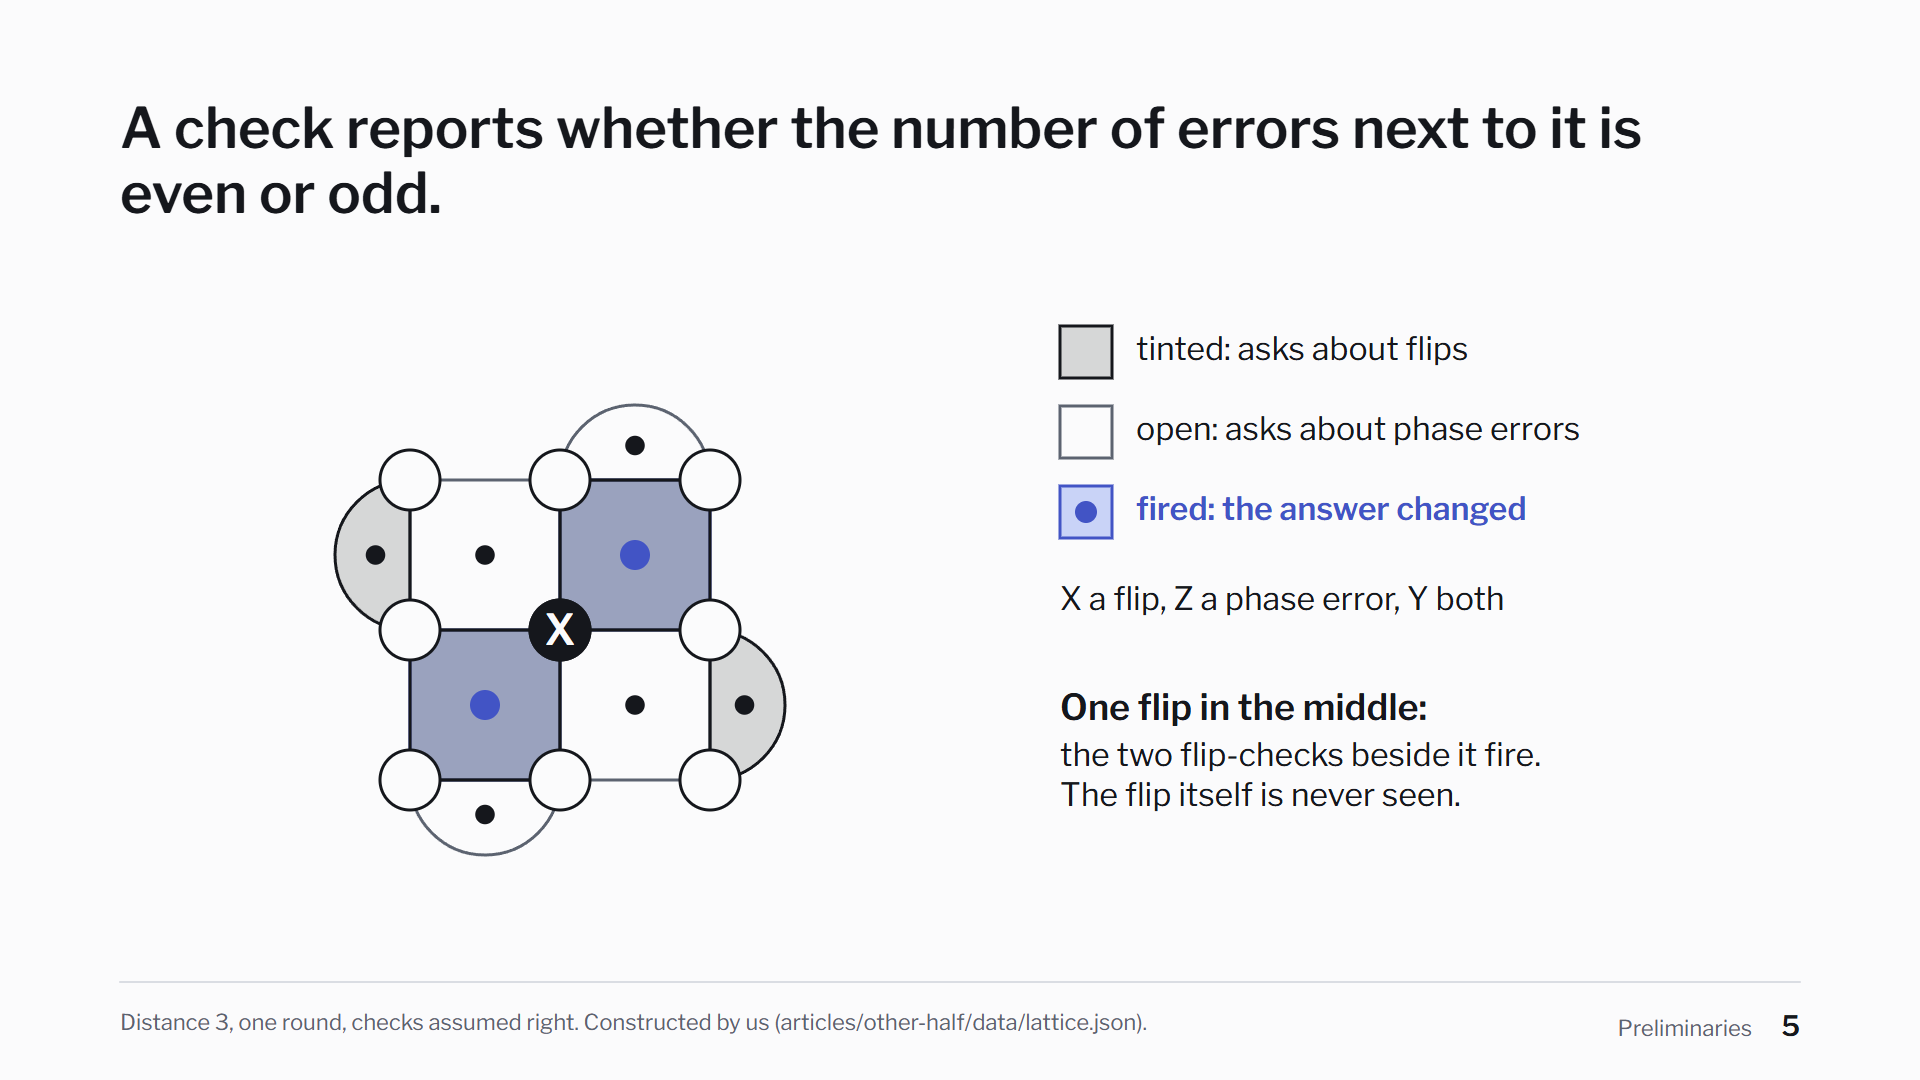 A check reports whether the number of errors next to it is
even or odd.
tinted: asks about flips
open: asks about phase errors
fired: the answer changed
X a flip, Z a phase error, Y both
X
One flip in the middle:
the two flip-checks beside it fire.
The flip itself is never seen.
Distance 3, one round, checks assumed right. Constructed by us (articles/other-half/data/lattice.json).
Preliminaries 5